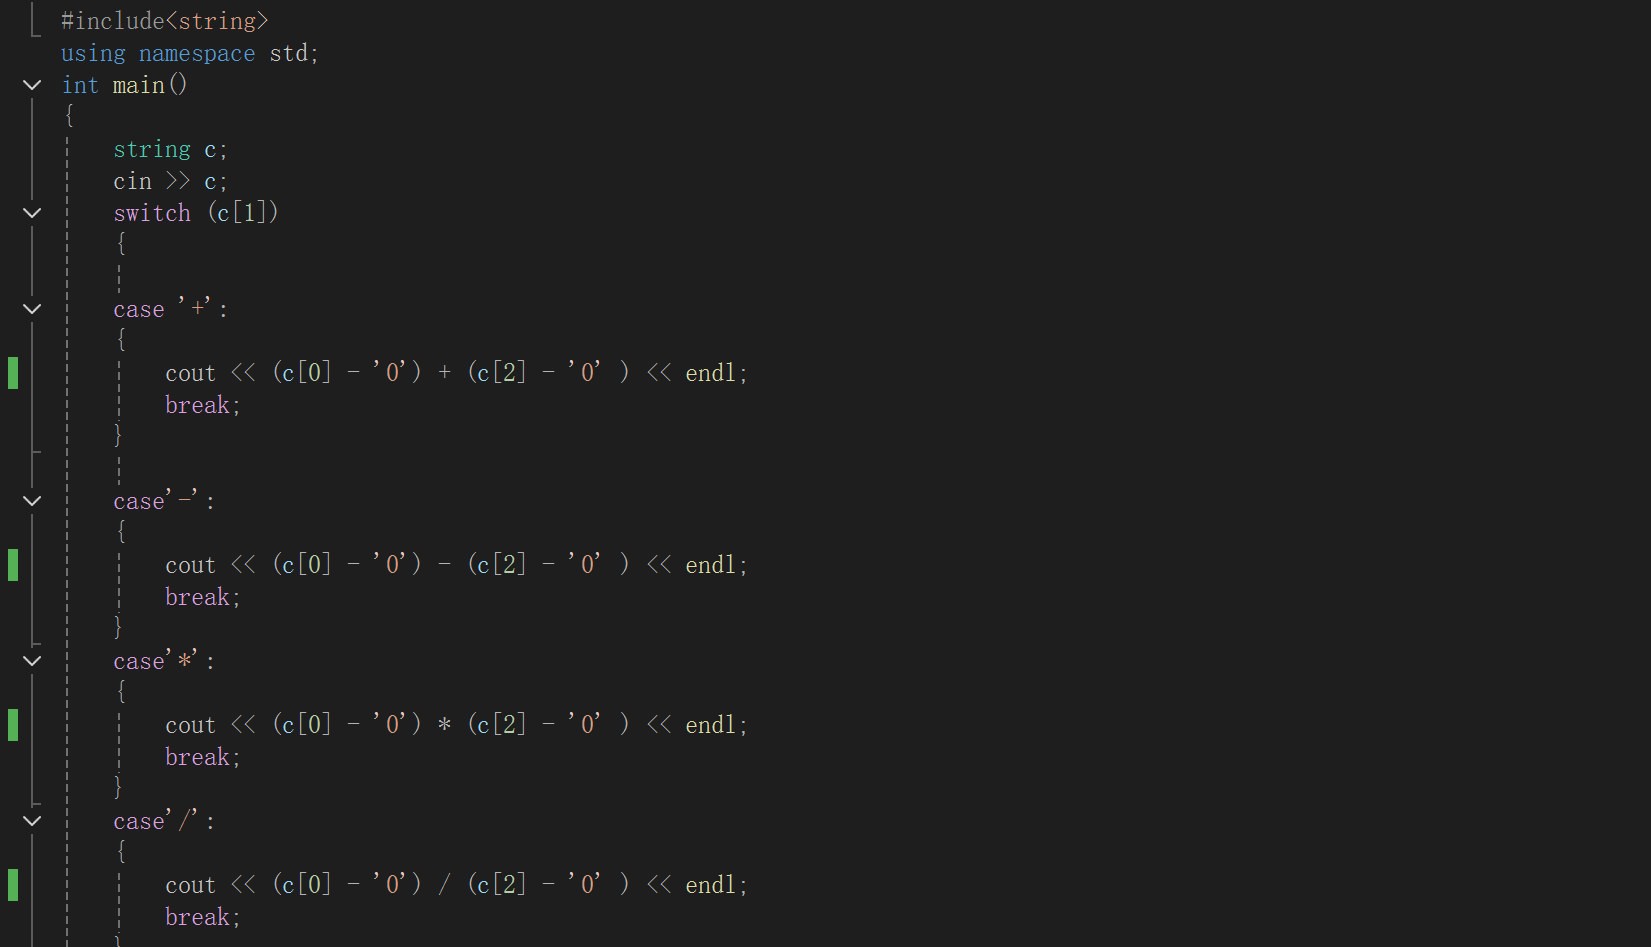 #include<string>
using namespace std;
int main()
{
string c;
cin >> c;
switch (c[1])
{
case '+':
{
cout << (c[0] - '0') + (c[2] - '0' ) << endl;
break;
}
case'-':
{
cout << (c[0] - '0') - (c[2] - '0' ) << endl;
break;
}
case'*':
{
cout << (c[0] - '0') * (c[2] - '0' ) << endl;
break;
}
case'/':
{
cout << (c[0] - '0') / (c[2] - '0' ) << endl;
break;
}